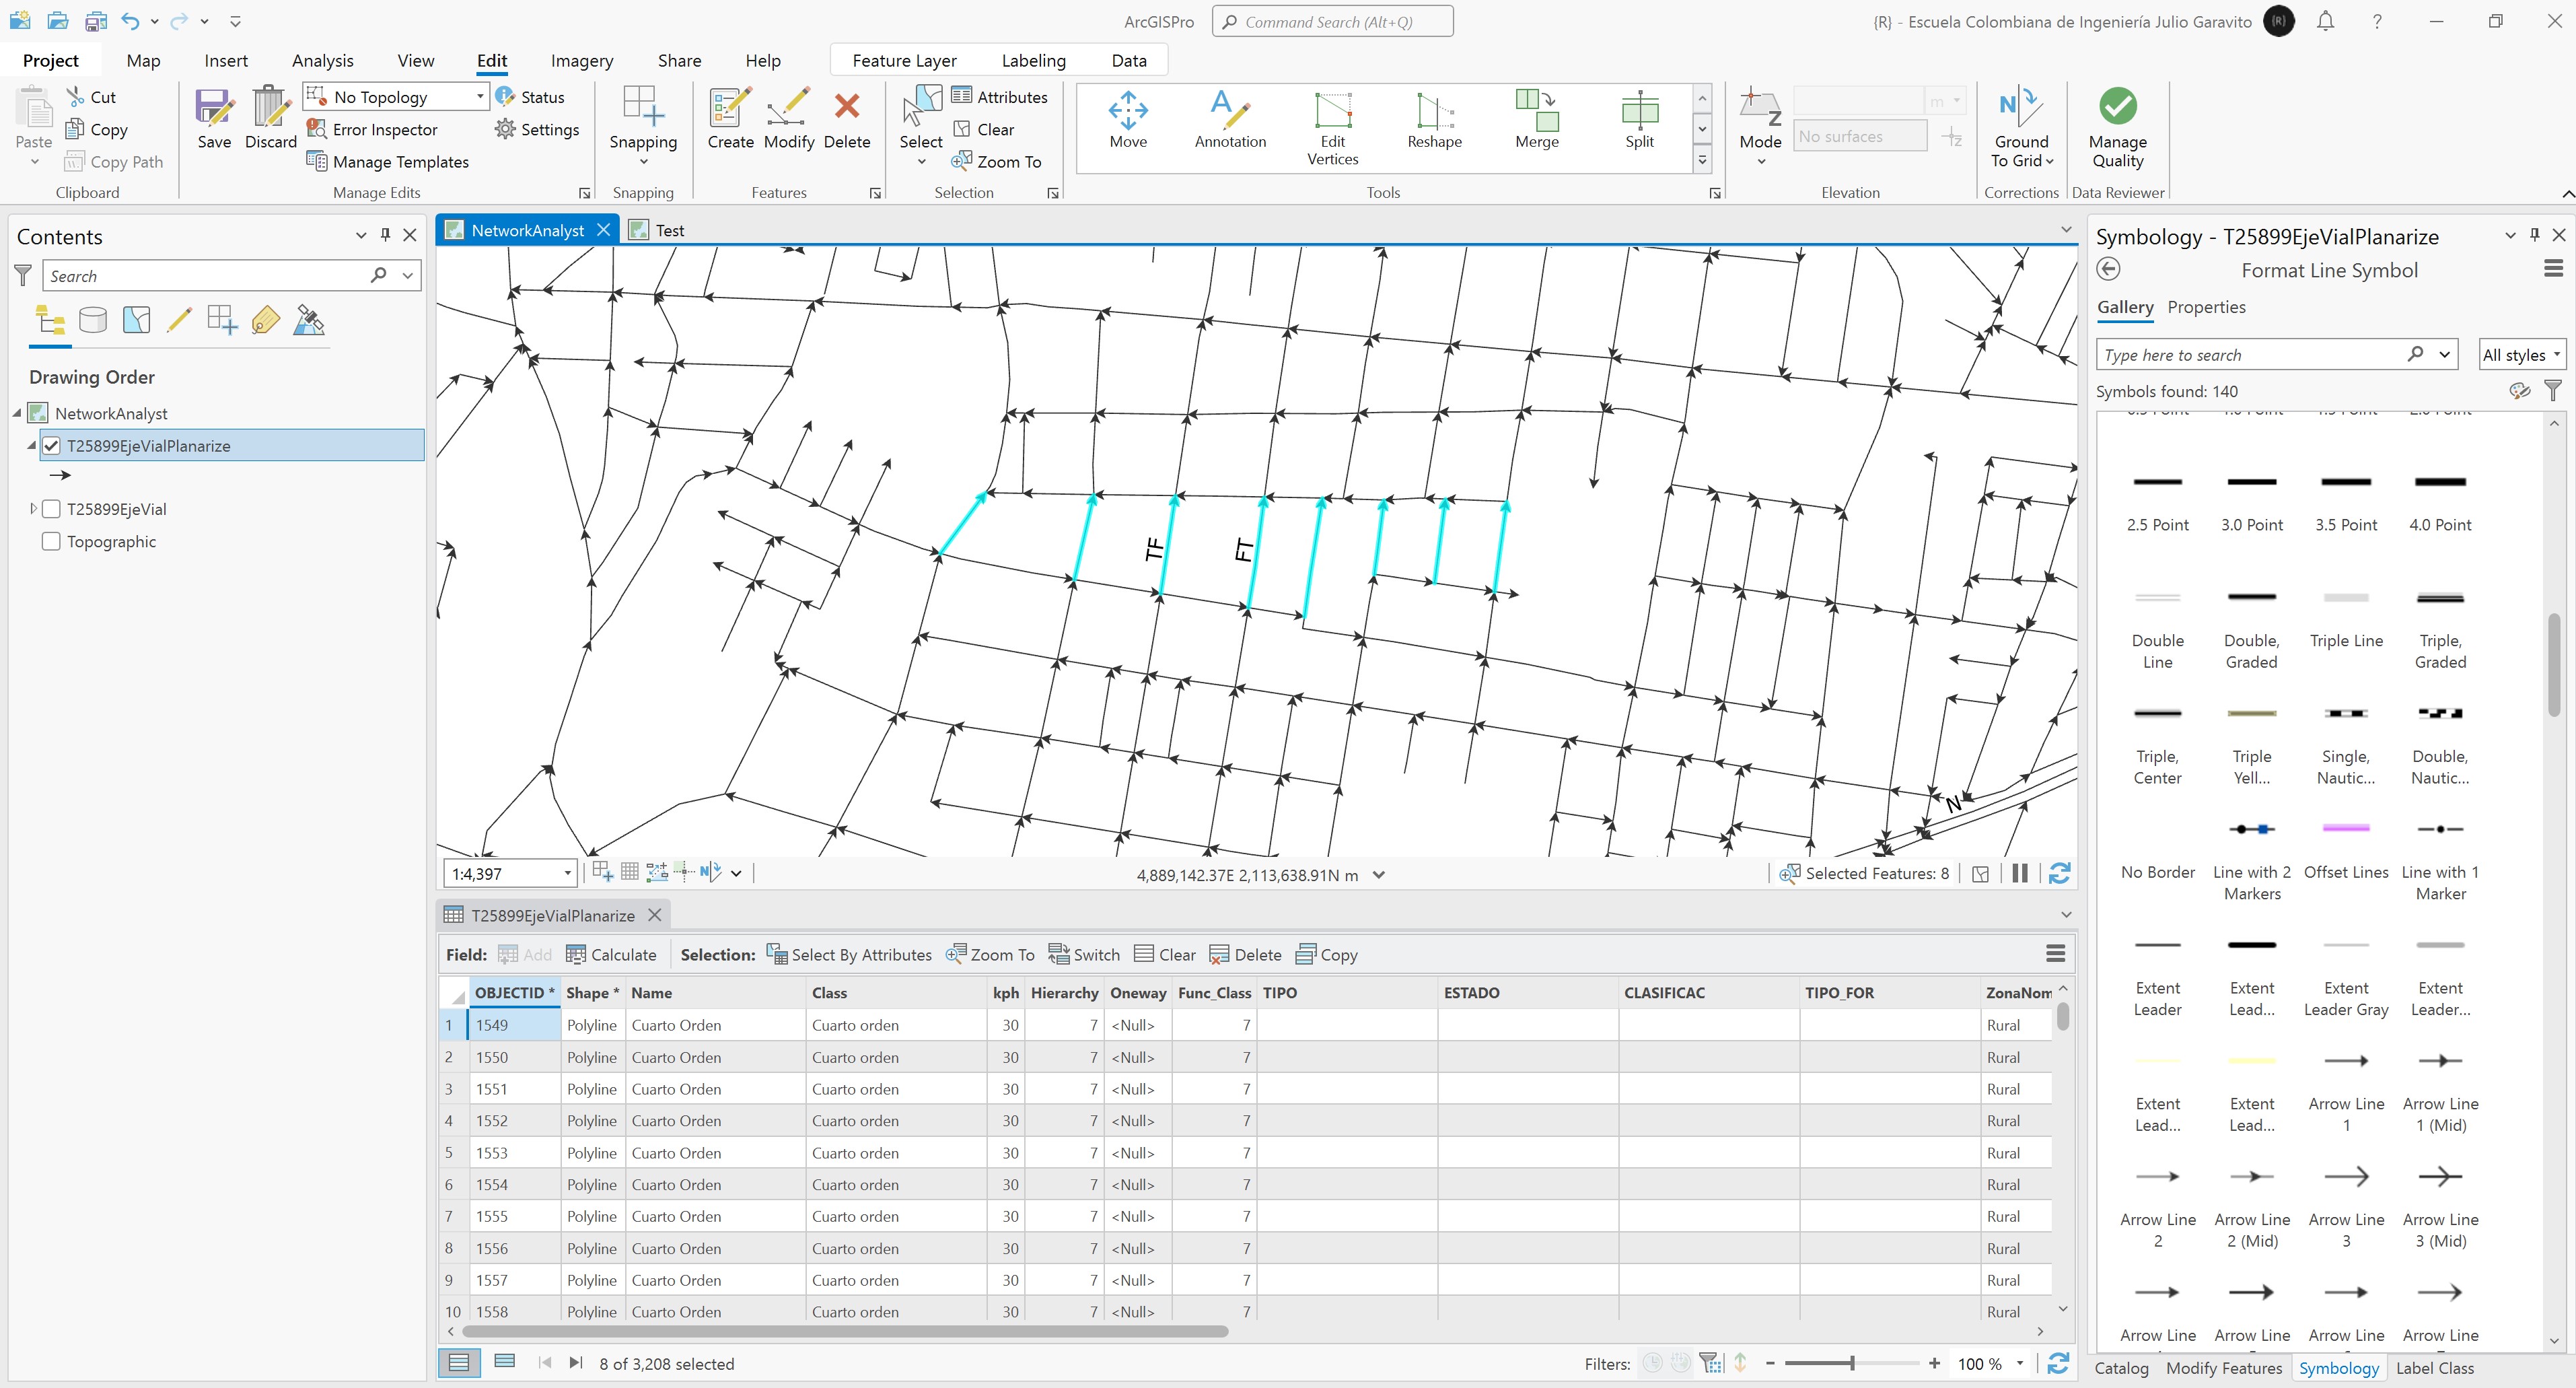 ArcGISPro
Command Search (Alt+Q)
{R} - Escuela Colombiana de Ingeniería Julio Garavito
{R}
Project Map Insert Analysis View Edit Imagery Share Help Feature Layer Labeling Data
Paste
Cut
Copy
Copy Path
Clipboard
Save
Discard
No Topology
Error Inspector
Manage Templates
Status
Settings
Manage Edits
Snapping
Snapping
Create
Modify
Delete
Features
Select
Attributes
Clear
Zoom To
Selection
Move
Annotation
Edit
Vertices
Reshape
Merge
Split
Tools
Mode
m
No surfaces
Elevation
Ground
To Grid
Corrections
Manage
Quality
Data Reviewer
Contents
Search
Drawing Order
NetworkAnalyst
T25899EjeVialPlanarize
T25899EjeVial
Topographic
NetworkAnalyst
Test
TF
FT
N
1:4,397
4,889,142.37E 2,113,638.91N m
Selected Features: 8
T25899EjeVialPlanarize
Field: Add Calculate Selection: Select By Attributes Zoom To Switch Clear Delete Copy
OBJECTID * Shape * Name Class kph Hierarchy Oneway Func_Class TIPO ESTADO CLASIFICAC TIPO_FOR ZonaNom
1 1549 Polyline Cuarto Orden Cuarto orden 30 7 <Null> 7 Rural
2 1550 Polyline Cuarto Orden Cuarto orden 30 7 <Null> 7 Rural
3 1551 Polyline Cuarto Orden Cuarto orden 30 7 <Null> 7 Rural
4 1552 Polyline Cuarto Orden Cuarto orden 30 7 <Null> 7 Rural
5 1553 Polyline Cuarto Orden Cuarto orden 30 7 <Null> 7 Rural
6 1554 Polyline Cuarto Orden Cuarto orden 30 7 <Null> 7 Rural
7 1555 Polyline Cuarto Orden Cuarto orden 30 7 <Null> 7 Rural
8 1556 Polyline Cuarto Orden Cuarto orden 30 7 <Null> 7 Rural
9 1557 Polyline Cuarto Orden Cuarto orden 30 7 <Null> 7 Rural
10 1558 Polyline Cuarto Orden Cuarto orden 30 7 <Null> 7 Rural
8 of 3,208 selected
Filters:
100 %
Symbology - T25899EjeVialPlanarize
Format Line Symbol
Gallery Properties
Type here to search
All styles
Symbols found: 140
2.5 Point 3.0 Point 3.5 Point 4.0 Point
Double Line
Double, Graded
Triple Line
Triple, Graded
Triple, Center
Triple Yell...
Single, Nautic...
Double, Nautic...
No Border
Line with 2 Markers
Offset Lines
Line with 1 Marker
Extent Leader
Extent Lead...
Extent Leader Gray
Extent Leader...
Extent Lead...
Extent Lead...
Arrow Line 1
Arrow Line 1 (Mid)
Arrow Line 2
Arrow Line 2 (Mid)
Arrow Line 3
Arrow Line 3 (Mid)
Arrow Line Arrow Line Arrow Line Arrow Line
Catalog Modify Features Symbology Label Class